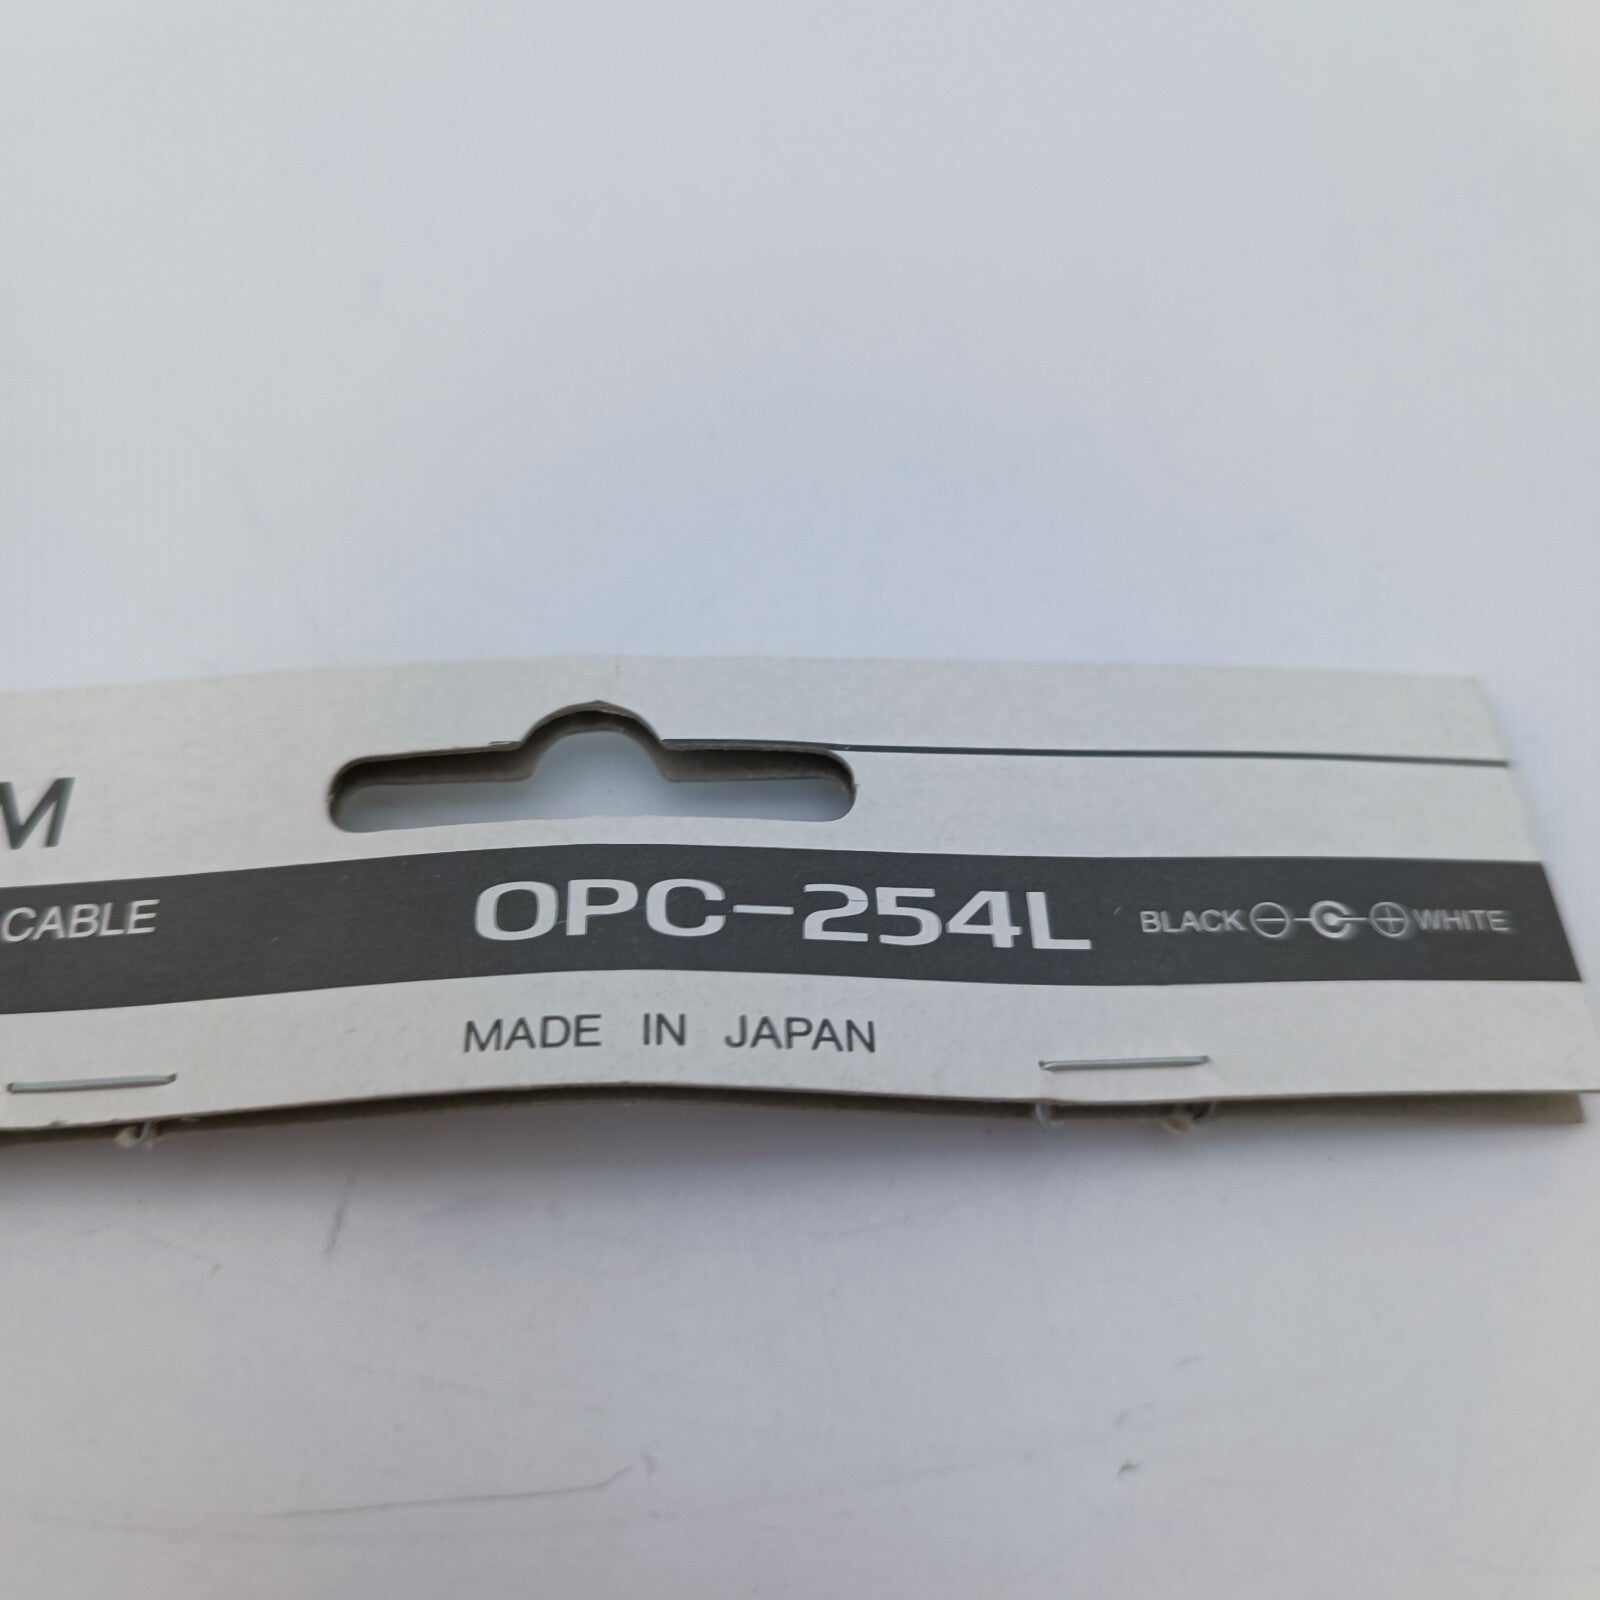 M
CABLE OPC-254L BLACK ⊖ ⊕ WHITE
MADE IN JAPAN